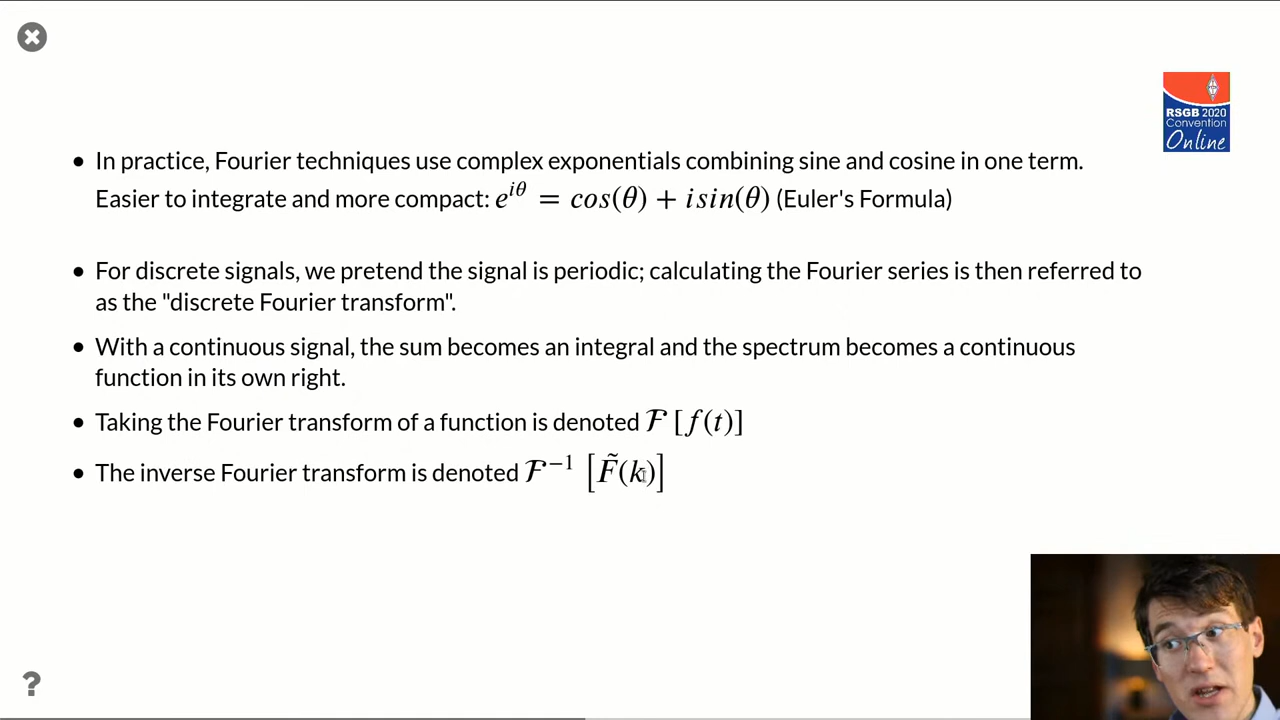 RSGB 2020
Convention
Online
• In practice, Fourier techniques use complex exponentials combining sine and cosine in one term.
Easier to integrate and more compact: e^{iθ} = cos(θ) + isin(θ) (Euler's Formula)
• For discrete signals, we pretend the signal is periodic; calculating the Fourier series is then referred to
as the "discrete Fourier transform".
• With a continuous signal, the sum becomes an integral and the spectrum becomes a continuous
function in its own right.
• Taking the Fourier transform of a function is denoted ℱ [f(t)]
• The inverse Fourier transform is denoted ℱ^{−1} [F̃(k)]
?